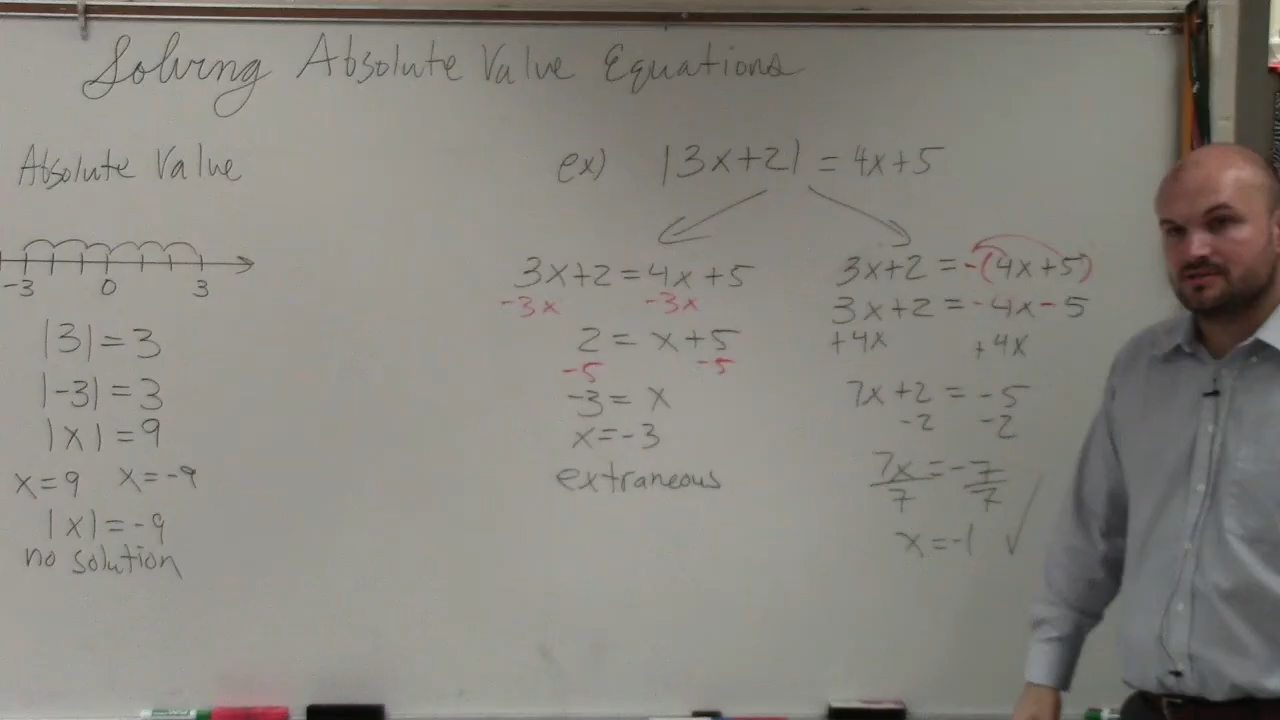 Solving Absolute Value Equations
Absolute Value
-3 0 3
|3| = 3
|-3| = 3
|x| = 9
x = 9 x = -9
|x| = -9
no solution
ex) |3x+2| = 4x+5
3x+2 = 4x+5
-3x -3x
2 = x+5
-5 -5
-3 = x
x = -3
extraneous
3x+2 = -(4x+5)
3x+2 = -4x-5
+4x +4x
7x+2 = -5
-2 -2
7x = -7
7 7
x = -1 ✓